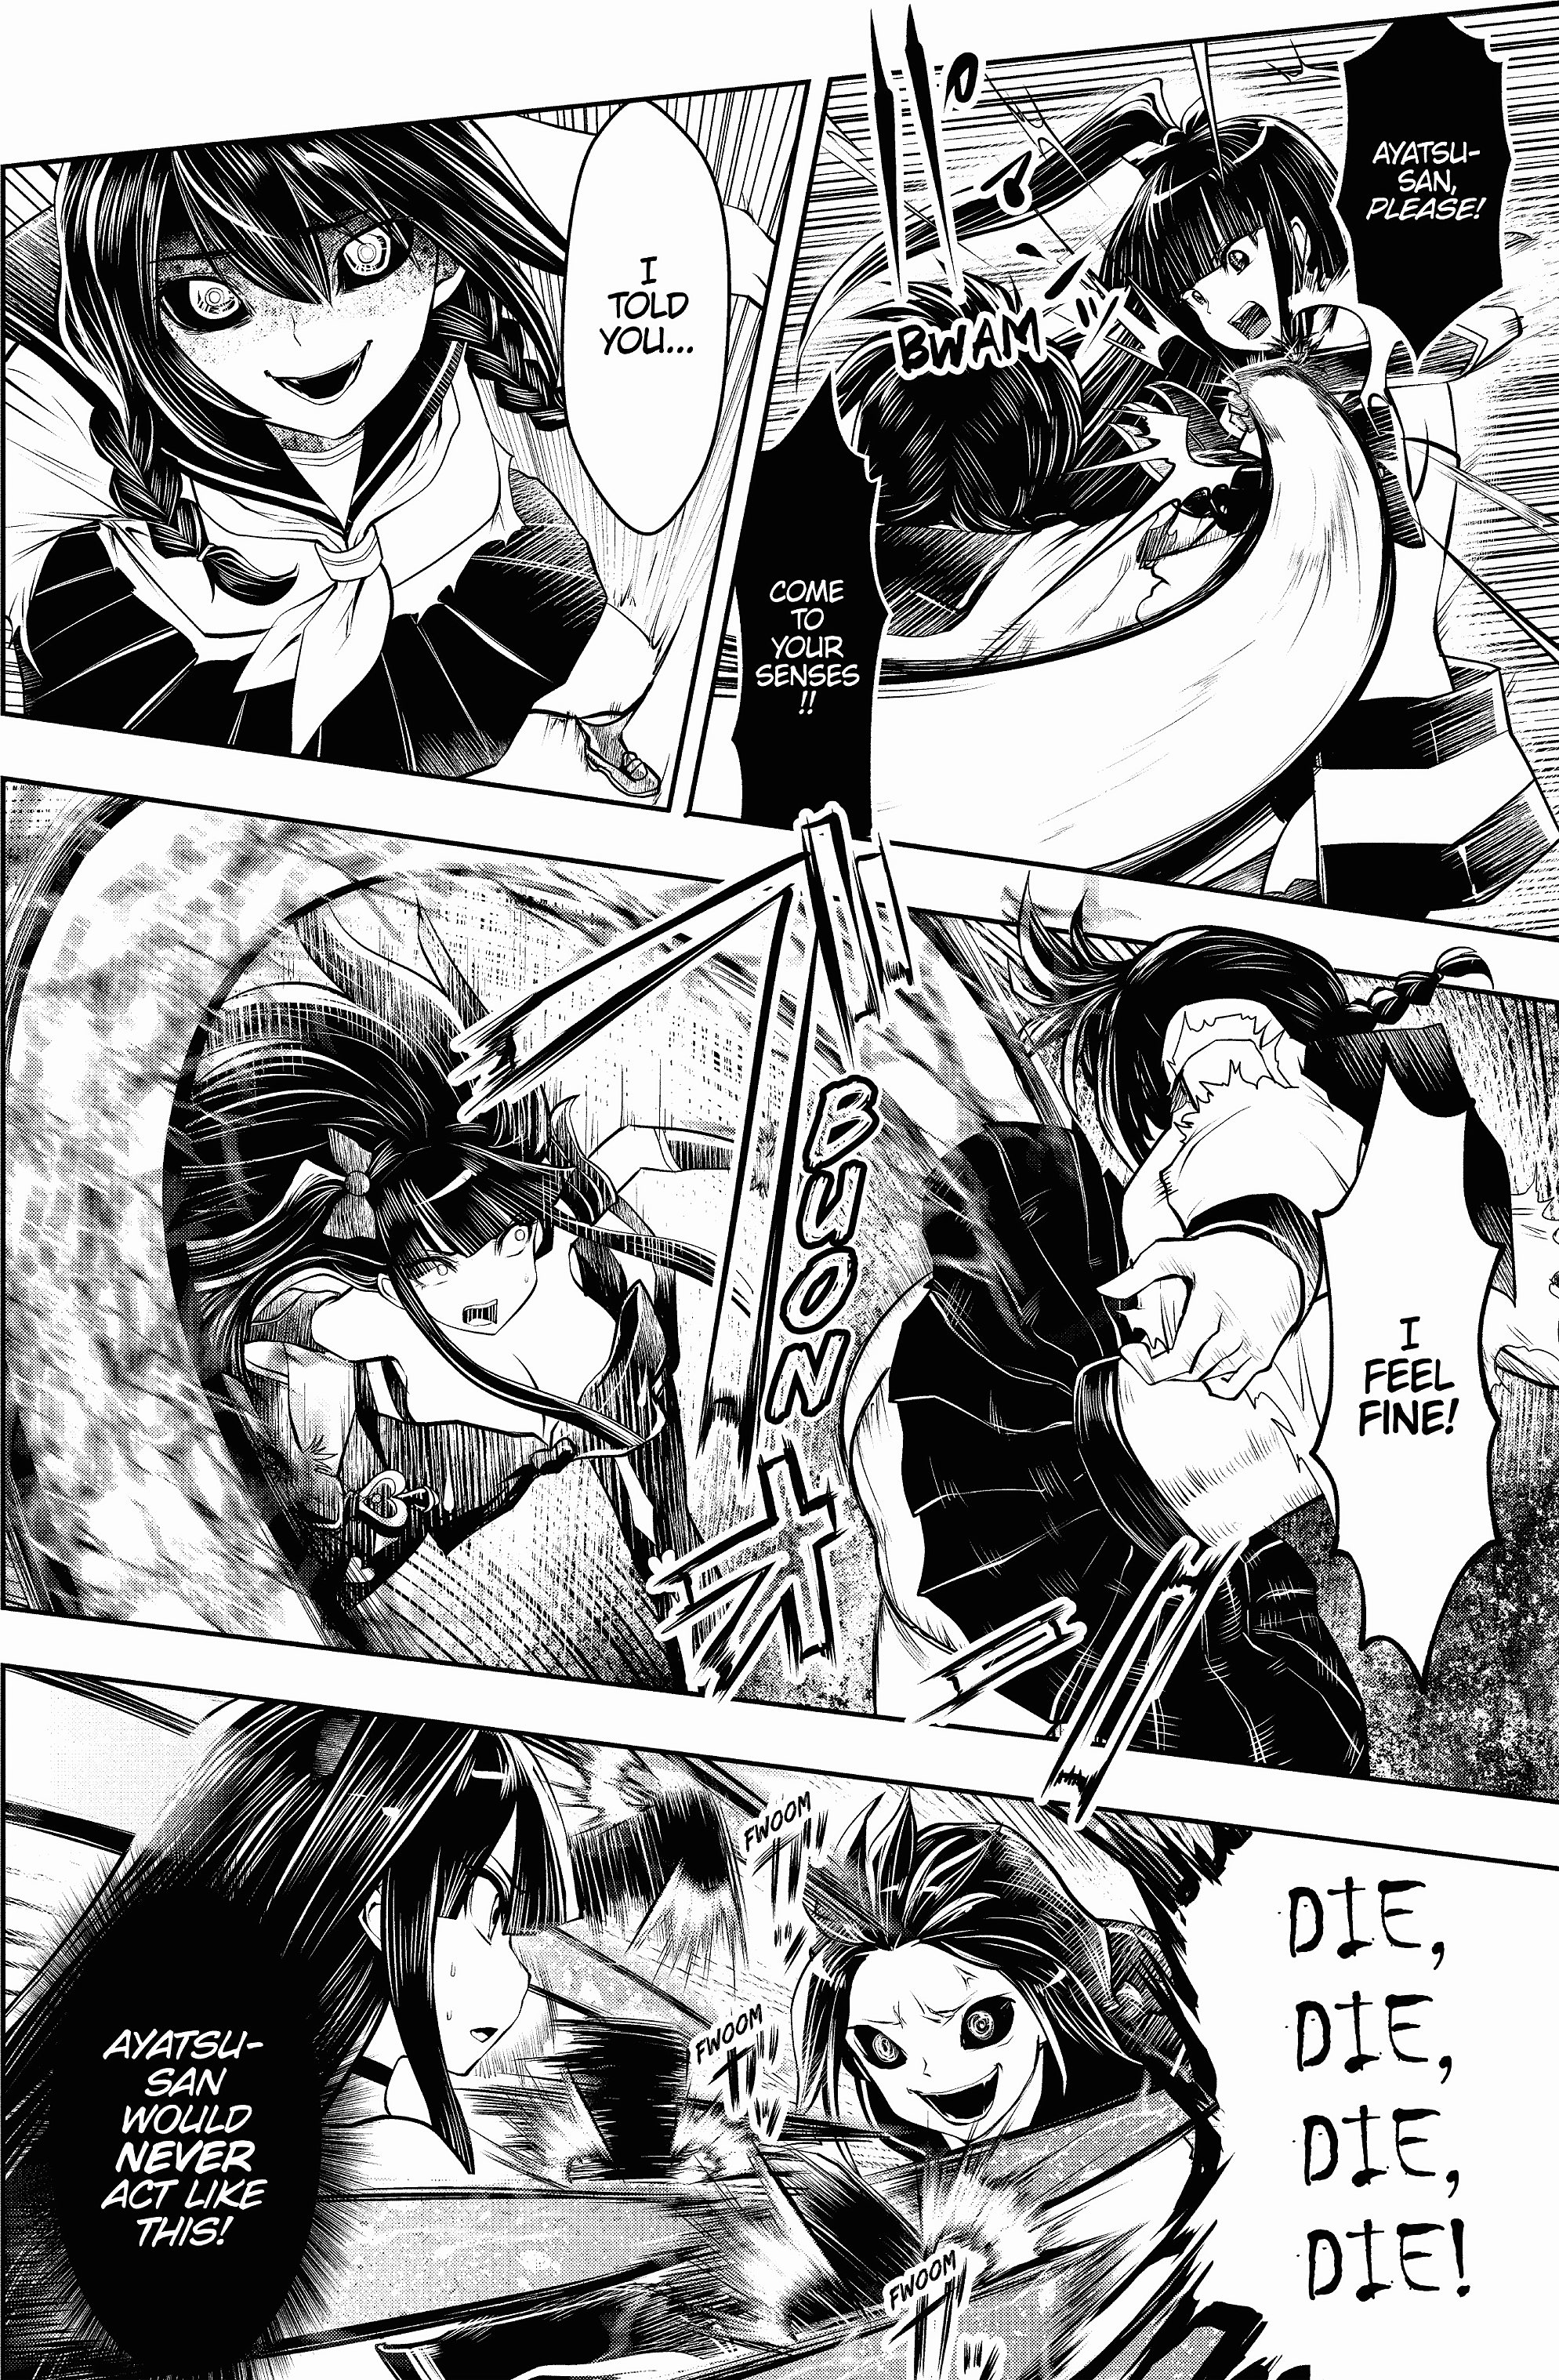 AYATSU-
SAN,
PLEASE!
BWAM
COME
TO
YOUR
SENSES
!!
I
TOLD
YOU...
I
FEEL
FINE!
BUON
DIE,
DIE,
DIE,
DIE!
FWOOM
FWOOM
FWOOM
AYATSU-
SAN
WOULD
NEVER
ACT LIKE
THIS!